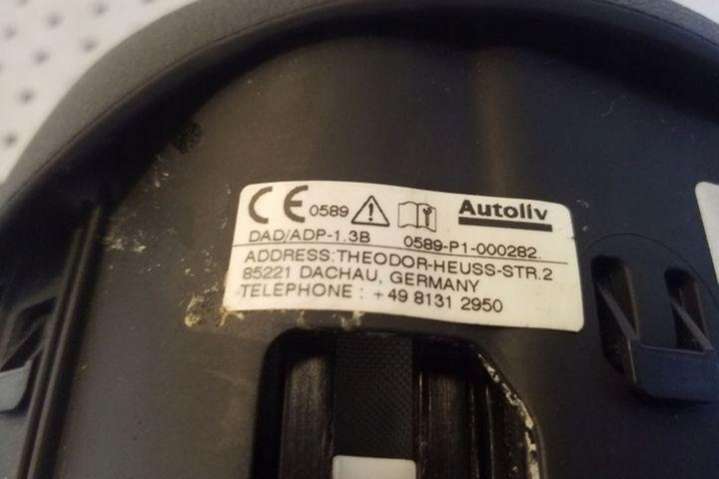 CE 0589 Autoliv
DAD/ADP-1.3B 0589-P1-000282.
ADDRESS:THEODOR-HEUSS-STR.2
85221 DACHAU, GERMANY
TELEPHONE : +49 8131 2950